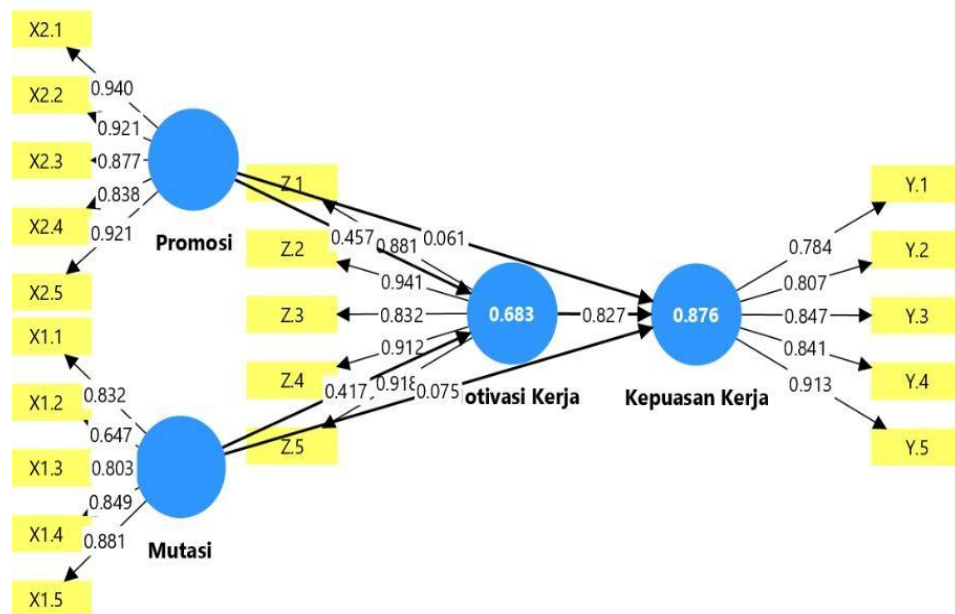 X2.1
0.940
X2.2
0.921
X2.3
0.877
X2.4
0.838
0.921
X2.5
Promosi
X1.1
0.832
X1.2
0.647
X1.3
0.803
X1.4
0.849
0.881
X1.5
Mutasi
Z.1
0.881
Z.2
0.941
Z.3
0.832
Z.4
0.912
0.918
Z.5
0.457
0.061
0.417
0.075
0.683
otivasi Kerja
0.827
0.876
Kepuasan Kerja
Y.1
0.784
Y.2
0.807
Y.3
0.847
Y.4
0.841
0.913
Y.5